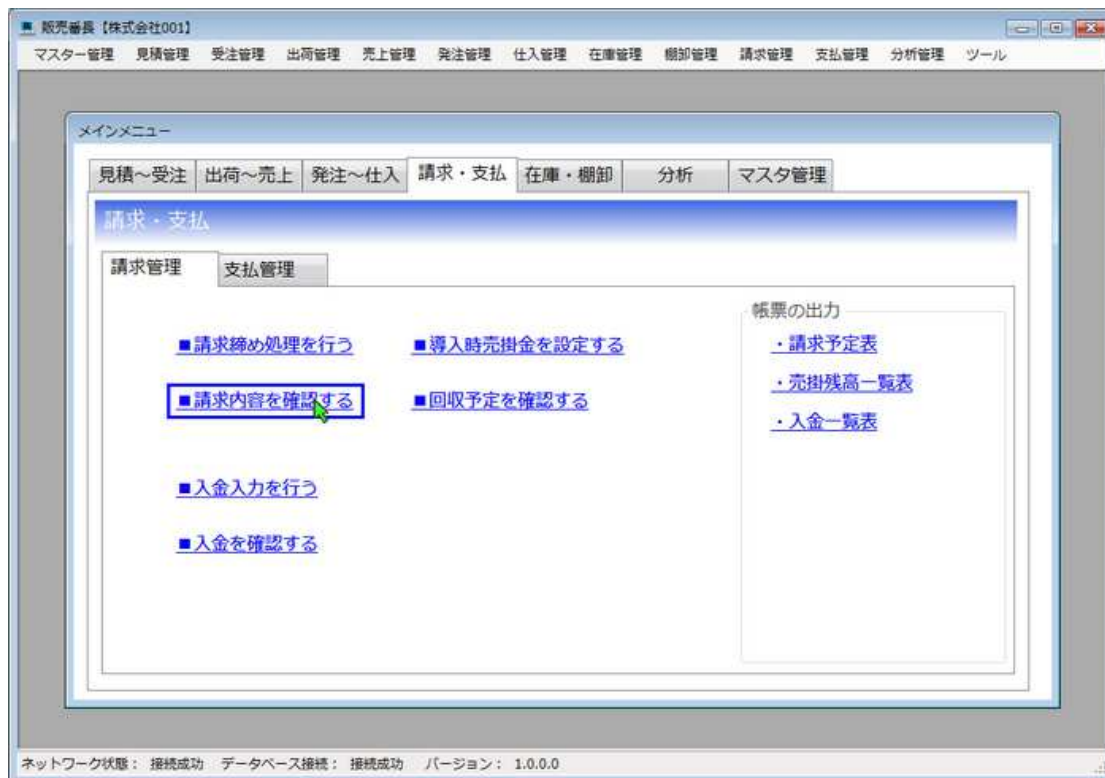 販売番長【株式会社001】
マスター管理 見積管理 受注管理 出荷管理 売上管理 発注管理 仕入管理 在庫管理 棚卸管理 請求管理 支払管理 分析管理 ツール
メインメニュー
見積～受注 出荷～売上 発注～仕入 請求・支払 在庫・棚卸 分析 マスタ管理
請求・支払
請求管理 支払管理
■請求締め処理を行う ■導入時売掛金を設定する
■請求内容を確認する ■回収予定を確認する
■入金入力を行う
■入金を確認する
帳票の出力
・請求予定表
・売掛残高一覧表
・入金一覧表
ネットワーク状態： 接続成功 データベース接続： 接続成功 バージョン： 1.0.0.0